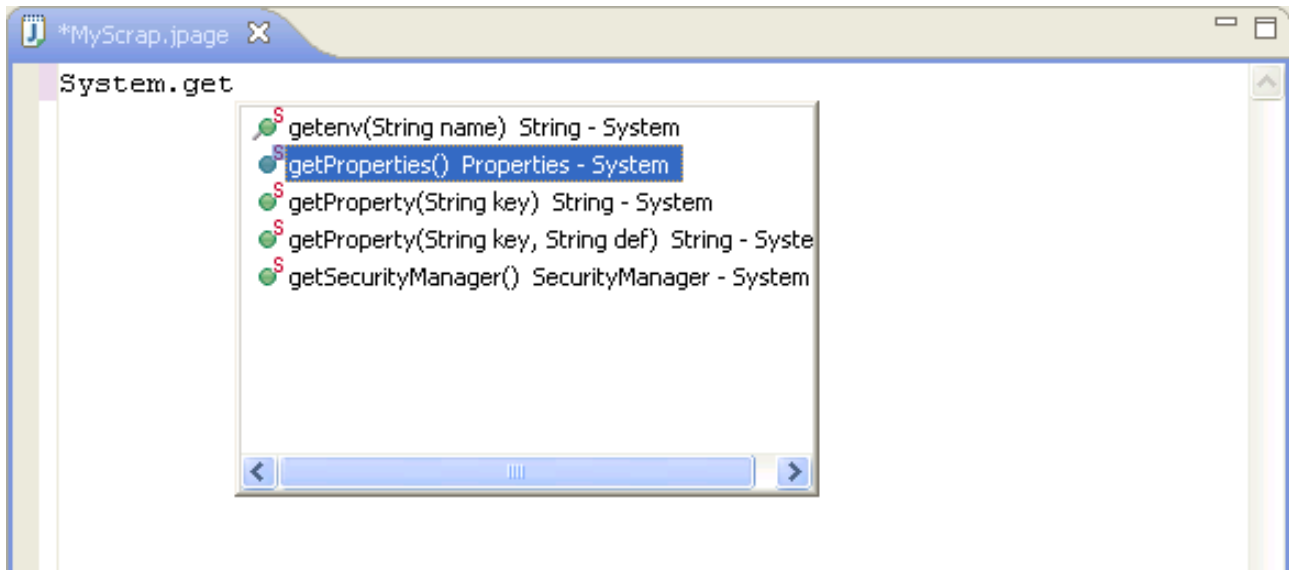 *MyScrap.jpage
System.get
getenv(String name) String - System
getProperties() Properties - System
getProperty(String key) String - System
getProperty(String key, String def) String - Syste
getSecurityManager() SecurityManager - System